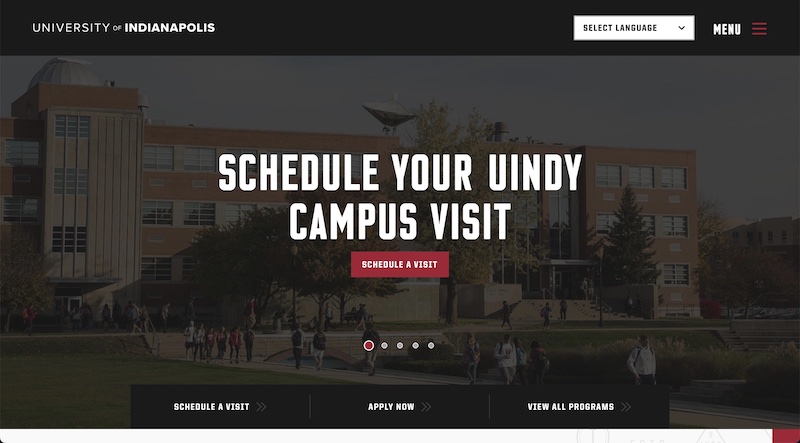 UNIVERSITY OF INDIANAPOLIS
SELECT LANGUAGE
MENU
SCHEDULE YOUR UINDY
CAMPUS VISIT
SCHEDULE A VISIT
SCHEDULE A VISIT
APPLY NOW
VIEW ALL PROGRAMS